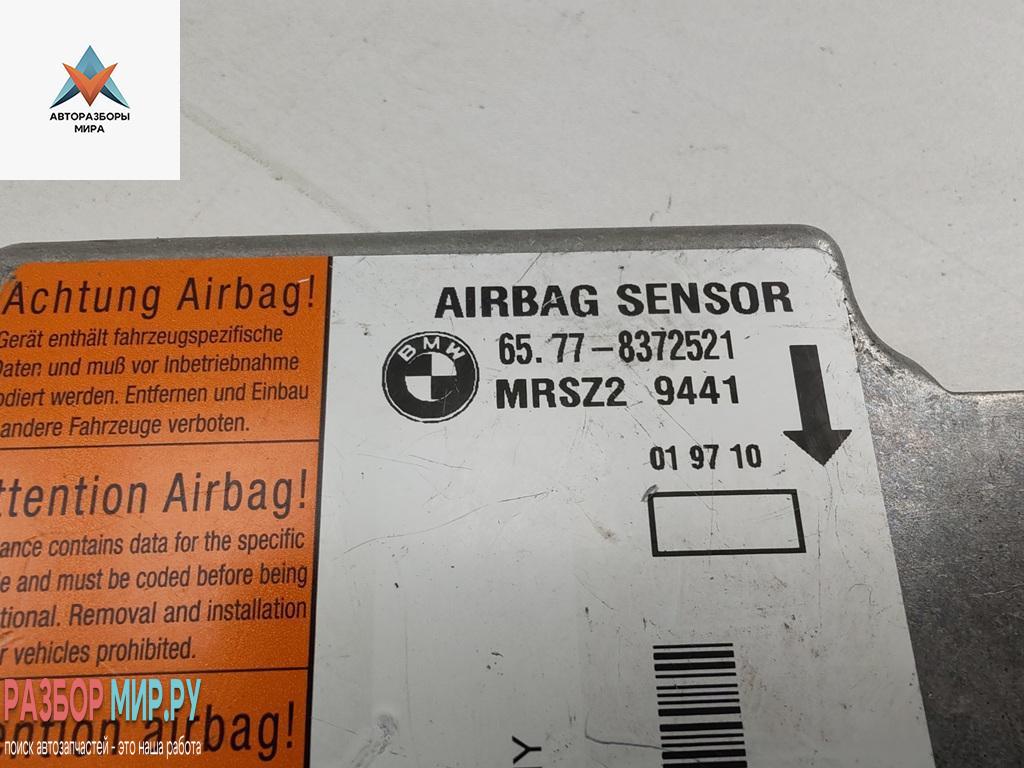 АВТОРАЗБОРЫ
МИРА
Achtung Airbag!
Gerät enthält fahrzeugspezifische
Daten und muß vor Inbetriebnahme
odiert werden. Entfernen und Einbau
andere Fahrzeuge verboten.
ttention Airbag!
ance contains data for the specific
e and must be coded before being
tional. Removal and installation
r vehicles prohibited.
ention airbag!
AIRBAG SENSOR
BMW
65.77-8372521
MRSZ2 9441
01 97 10
Y
РАЗБОРМИР.РУ
поиск автозапчастей - это наша работа